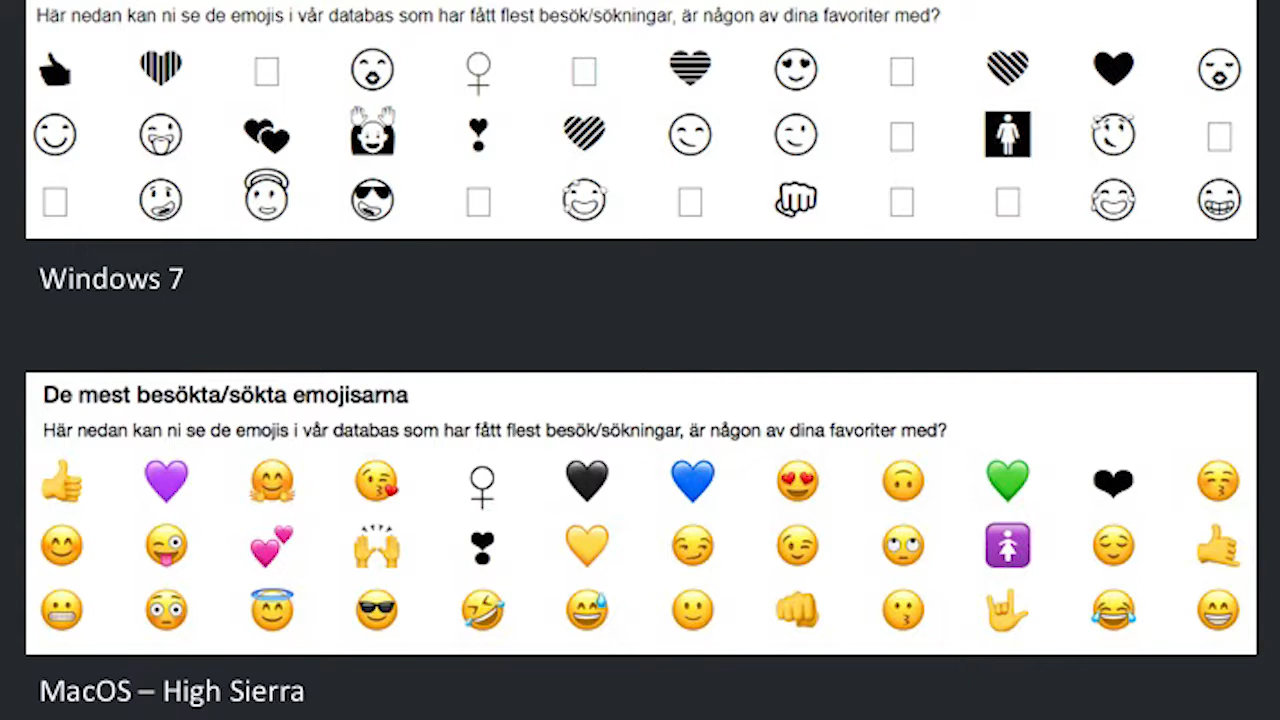 Här nedan kan ni se de emojis i vår databas som har fått flest besök/sökningar, är någon av dina favoriter med?
Windows 7
De mest besökta/sökta emojisarna
Här nedan kan ni se de emojis i vår databas som har fått flest besök/sökningar, är någon av dina favoriter med?
MacOS – High Sierra